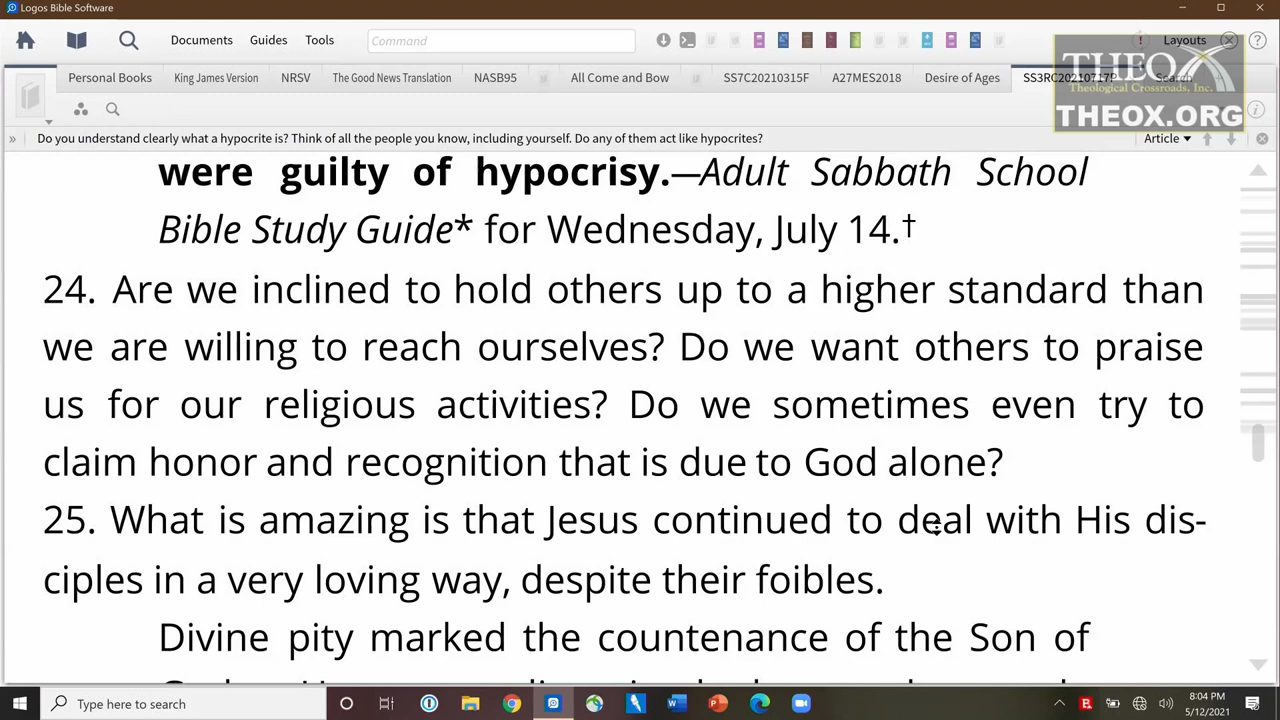 Logos Bible Software
Documents Guides Tools Command Layouts
Personal Books King James Version NRSV The Good News Translation NASB95 All Come and Bow SS7C20210315F A27MES2018 Desire of Ages SS3RC20210717P Search
THEOX
Theological Crossroads, Inc.
THEOX.ORG
Do you understand clearly what a hypocrite is? Think of all the people you know, including yourself. Do any of them act like hypocrites? Article
were guilty of hypocrisy.—Adult Sabbath School
Bible Study Guide* for Wednesday, July 14.†
24. Are we inclined to hold others up to a higher standard than
we are willing to reach ourselves? Do we want others to praise
us for our religious activities? Do we sometimes even try to
claim honor and recognition that is due to God alone?
25. What is amazing is that Jesus continued to deal with His dis-
ciples in a very loving way, despite their foibles.
Divine pity marked the countenance of the Son of
Type here to search
8:04 PM
5/12/2021